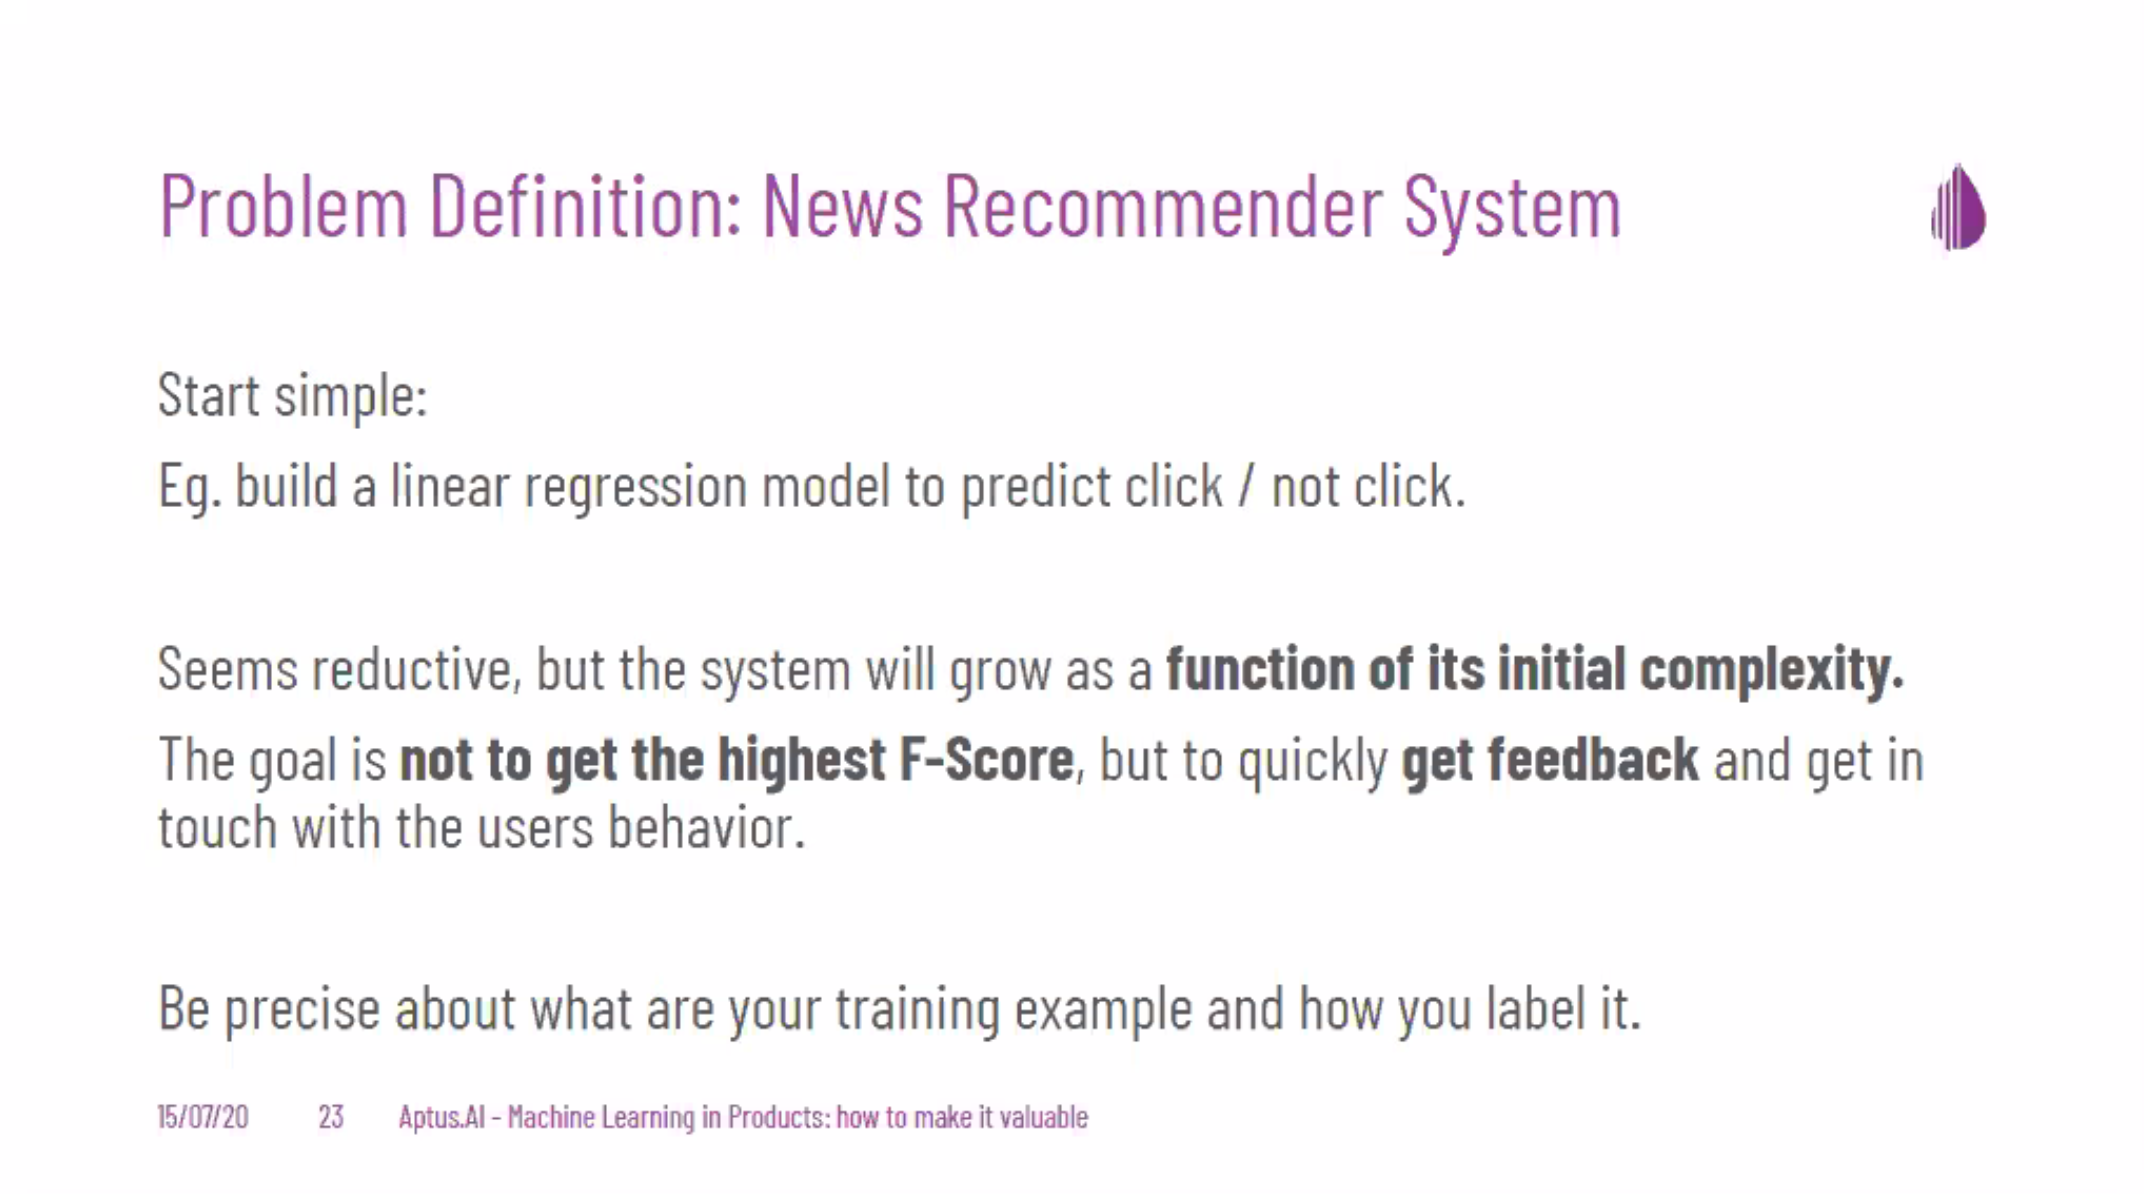 Problem Definition: News Recommender System
Start simple:
Eg. build a linear regression model to predict click / not click.
Seems reductive, but the system will grow as a function of its initial complexity.
The goal is not to get the highest F-Score, but to quickly get feedback and get in
touch with the users behavior.
Be precise about what are your training example and how you label it.
15/07/20 23 Aptus.AI - Machine Learning in Products: how to make it valuable